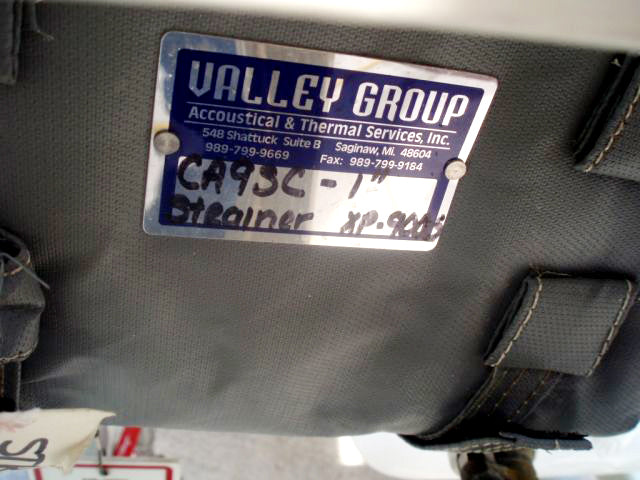 VALLEY GROUP
Accoustical & Thermal Services, Inc.
548 Shattuck Suite B Saginaw, Mi. 48604
989-799-9669 Fax: 989-799-9184
CA93C - 1"
Strainer